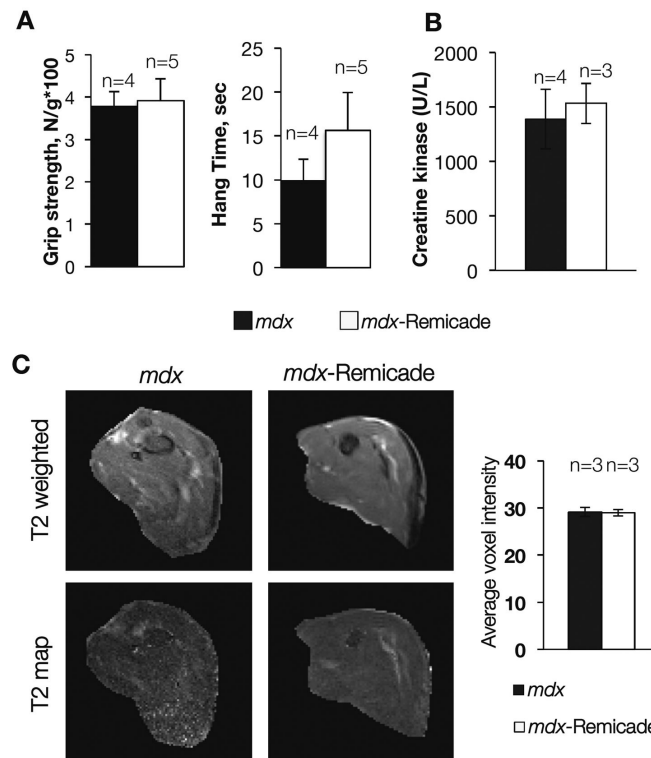 A
Grip strength, N/g*100
5
4
3
2
1
0
n=4
n=5
Hang Time, sec
25
20
15
10
5
0
n=4
n=5
B
Creatine kinase (U/L)
2000
1500
1000
500
0
n=4
n=3
mdx
mdx-Remicade
C
mdx
mdx-Remicade
T2 weighted
T2 map
Average voxel intensity
40
30
20
10
0
n=3 n=3
mdx
mdx-Remicade